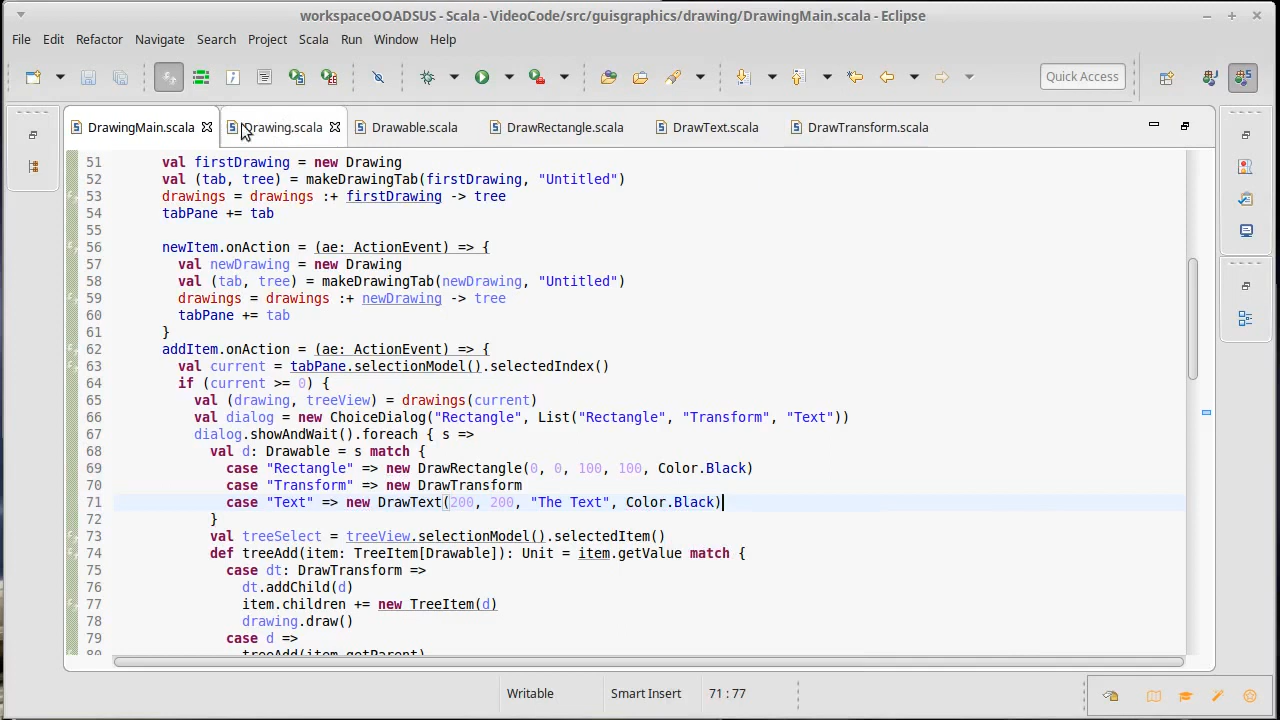 workspaceOOADSUS - Scala - VideoCode/src/guisgraphics/drawing/DrawingMain.scala - Eclipse
File Edit Refactor Navigate Search Project Scala Run Window Help
Quick Access
DrawingMain.scala Drawing.scala Drawable.scala DrawRectangle.scala DrawText.scala DrawTransform.scala
51 val firstDrawing = new Drawing
52 val (tab, tree) = makeDrawingTab(firstDrawing, "Untitled")
53 drawings = drawings :+ firstDrawing -> tree
54 tabPane += tab
55
56 newItem.onAction = (ae: ActionEvent) => {
57 val newDrawing = new Drawing
58 val (tab, tree) = makeDrawingTab(newDrawing, "Untitled")
59 drawings = drawings :+ newDrawing -> tree
60 tabPane += tab
61 }
62 addItem.onAction = (ae: ActionEvent) => {
63 val current = tabPane.selectionModel().selectedIndex()
64 if (current >= 0) {
65 val (drawing, treeView) = drawings(current)
66 val dialog = new ChoiceDialog("Rectangle", List("Rectangle", "Transform", "Text"))
67 dialog.showAndWait().foreach { s =>
68 val d: Drawable = s match {
69 case "Rectangle" => new DrawRectangle(0, 0, 100, 100, Color.Black)
70 case "Transform" => new DrawTransform
71 case "Text" => new DrawText(200, 200, "The Text", Color.Black)
72 }
73 val treeSelect = treeView.selectionModel().selectedItem()
74 def treeAdd(item: TreeItem[Drawable]): Unit = item.getValue match {
75 case dt: DrawTransform =>
76 dt.addChild(d)
77 item.children += new TreeItem(d)
78 drawing.draw()
79 case d =>
80 treeAdd(item.getParent)
Writable Smart Insert 71 : 77